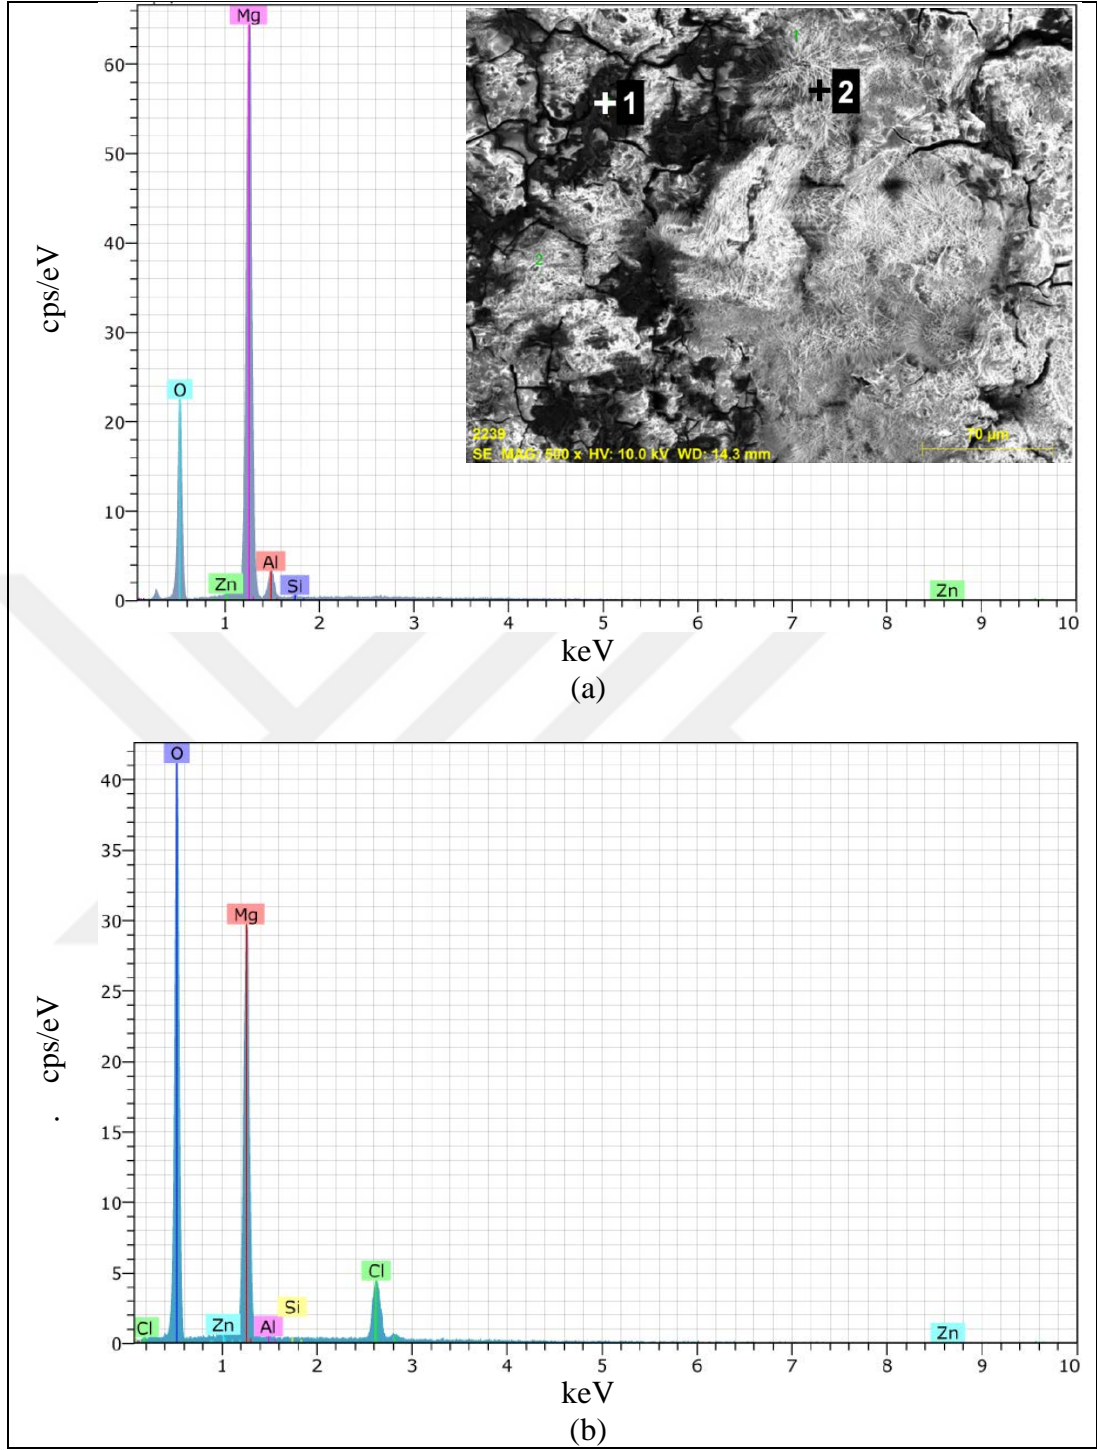 Mg
60
50
40
30
20
10
0
cps/eV
O
Zn
Al
Si
Zn
1 2 3 4 5 6 7 8 9 10
keV
(a)
1
+1
+2
2
2239
70 µm
SE MAG: 500 x HV: 10.0 kV WD: 14.3 mm
O
40
35
30
25
20
15
10
5
0
. cps/eV
Mg
Cl
Zn
Al
Si
Cl
Zn
1 2 3 4 5 6 7 8 9 10
keV
(b)